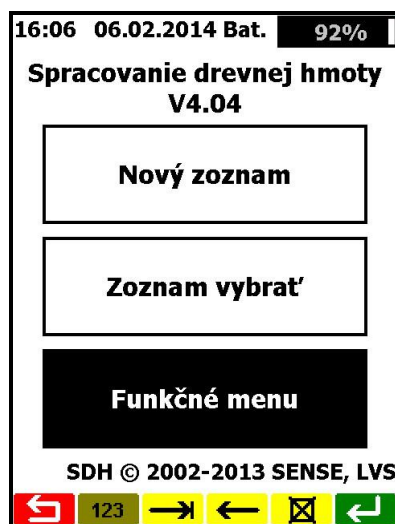 16:06 06.02.2014 Bat. 92%
Spracovanie drevnej hmoty
V4.04
Nový zoznam
Zoznam vybrať
Funkčné menu
SDH © 2002-2013 SENSE, LVS
123